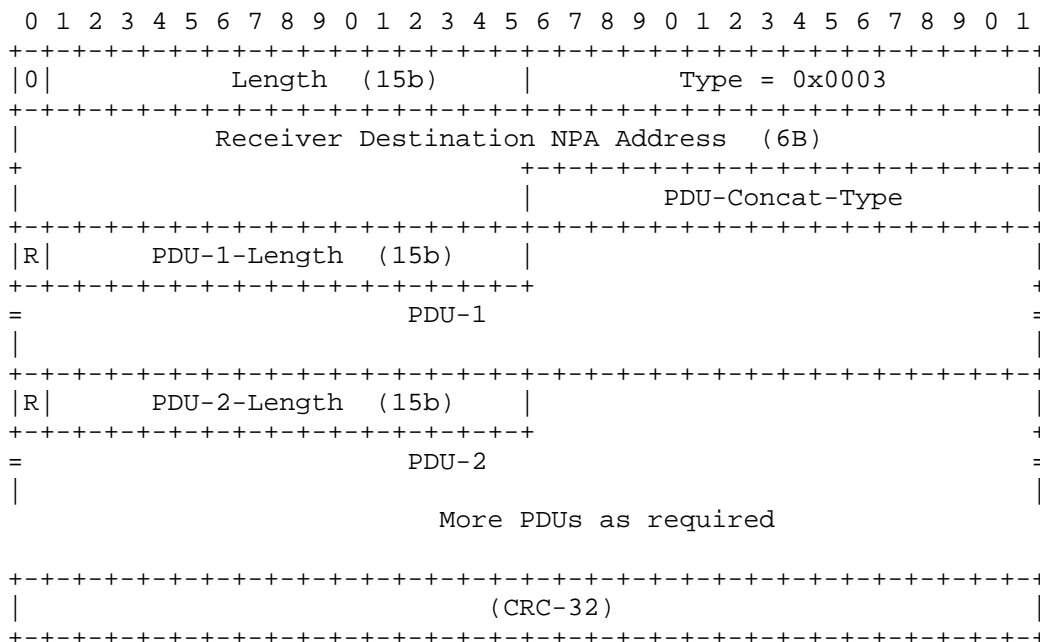 0 1 2 3 4 5 6 7 8 9 0 1 2 3 4 5 6 7 8 9 0 1 2 3 4 5 6 7 8 9 0 1
+-+-+-+-+-+-+-+-+-+-+-+-+-+-+-+-+-+-+-+-+-+-+-+-+-+-+-+-+-+-+-+-+
|0|           Length  (15b)     |         Type = 0x0003         |
+-+-+-+-+-+-+-+-+-+-+-+-+-+-+-+-+-+-+-+-+-+-+-+-+-+-+-+-+-+-+-+-+
|            Receiver Destination NPA Address  (6B)             |
+                               +-+-+-+-+-+-+-+-+-+-+-+-+-+-+-+-+
|                               |        PDU-Concat-Type        |
+-+-+-+-+-+-+-+-+-+-+-+-+-+-+-+-+-+-+-+-+-+-+-+-+-+-+-+-+-+-+-+-+
|R|      PDU-1-Length  (15b)    |                               |
+-+-+-+-+-+-+-+-+-+-+-+-+-+-+-+-+                               +
=                        PDU-1                                  =
|                                                               |
+-+-+-+-+-+-+-+-+-+-+-+-+-+-+-+-+-+-+-+-+-+-+-+-+-+-+-+-+-+-+-+-+
|R|      PDU-2-Length  (15b)    |                               |
+-+-+-+-+-+-+-+-+-+-+-+-+-+-+-+-+                               +
=                        PDU-2                                  =
|                                                               |
                           More PDUs as required

+-+-+-+-+-+-+-+-+-+-+-+-+-+-+-+-+-+-+-+-+-+-+-+-+-+-+-+-+-+-+-+-+
|                             (CRC-32)                          |
+-+-+-+-+-+-+-+-+-+-+-+-+-+-+-+-+-+-+-+-+-+-+-+-+-+-+-+-+-+-+-+-+